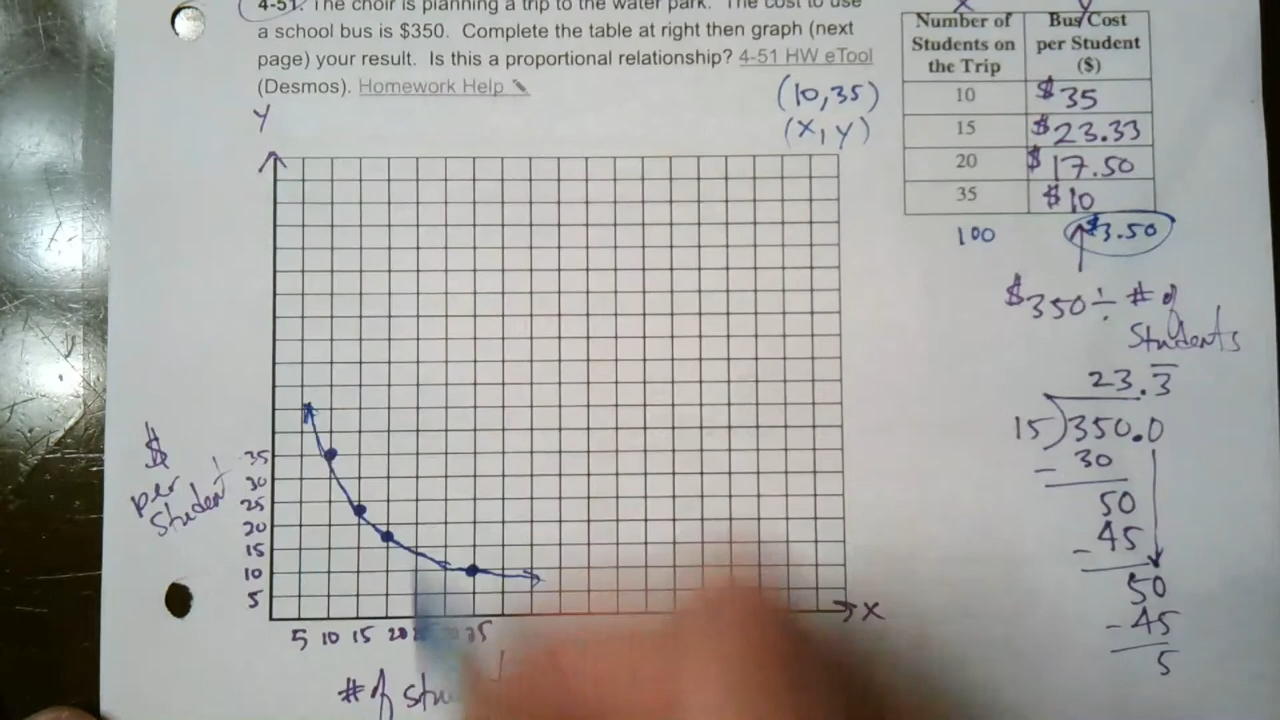 4-51. The choir is planning a trip to the water park. The cost to use
a school bus is $350. Complete the table at right then graph (next
page) your result. Is this a proportional relationship? 4-51 HW eTool
(Desmos). Homework Help
(10,35)
(x,y)
Y
X Y
Number of Students on the Trip
Bus Cost per Student ($)
10 $35
15 $23.33
20 $17.50
35 $10
100 $3.50
$350 ÷ # of
Students
23.3̅
15)350.0
- 30
50
- 45
50
- 45
5
$
per
Student
35
30
25
20
15
10
5
5 10 15 20 35
X
# of